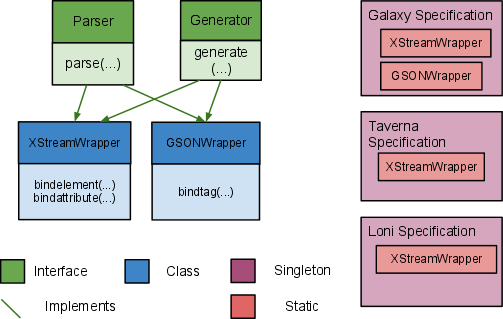 Parser
parse(...)
Generator
generate
(...)
XStreamWrapper
bindelement(...)
bindattribute(...)
GSONWrapper
bindtag(...)
Galaxy Specification
XStreamWrapper
GSONWrapper
Taverna
Specification
XStreamWrapper
Loni Specification
XStreamWrapper
Interface
Class
Singleton
Implements
Static